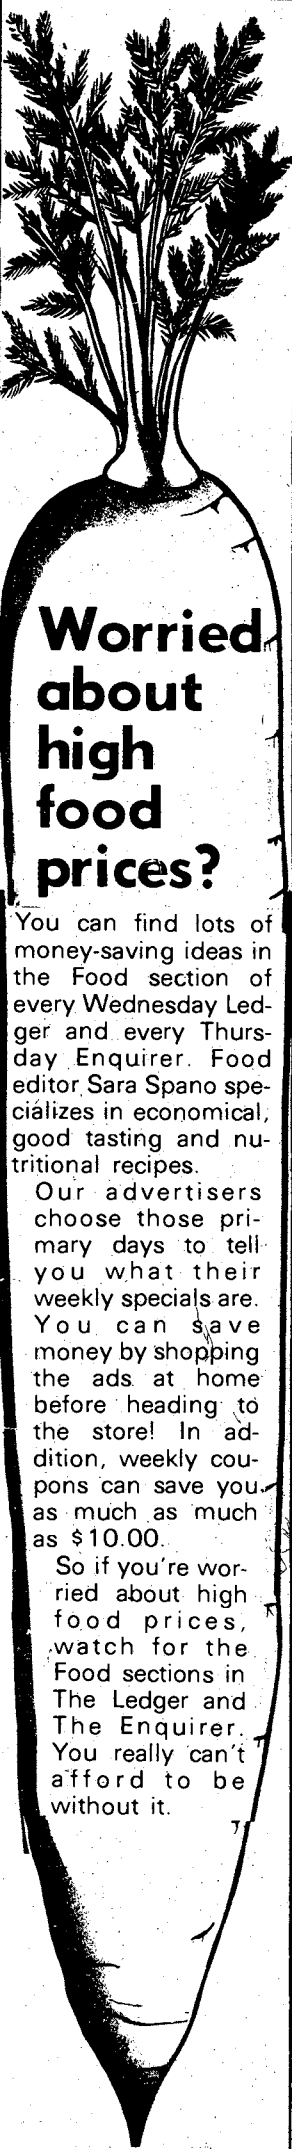 Worried
about
high
food
prices?
You can find lots of
money-saving ideas in
the Food section of
every Wednesday Led-
ger and every Thurs-
day Enquirer. Food
editor Sara Spano spe-
cializes in economical,
good tasting and nu-
tritional recipes.
Our advertisers
choose those pri-
mary days to tell
you what their
weekly specials are.
You can save
money by shopping
the ads at home
before heading to
the store! In ad-
dition, weekly cou-
pons can save you
as much as much
as $10.00.
So if you're wor-
ried about high
food prices,
watch for the
Food sections in
The Ledger and
The Enquirer.
You really can't
afford to be
without it.